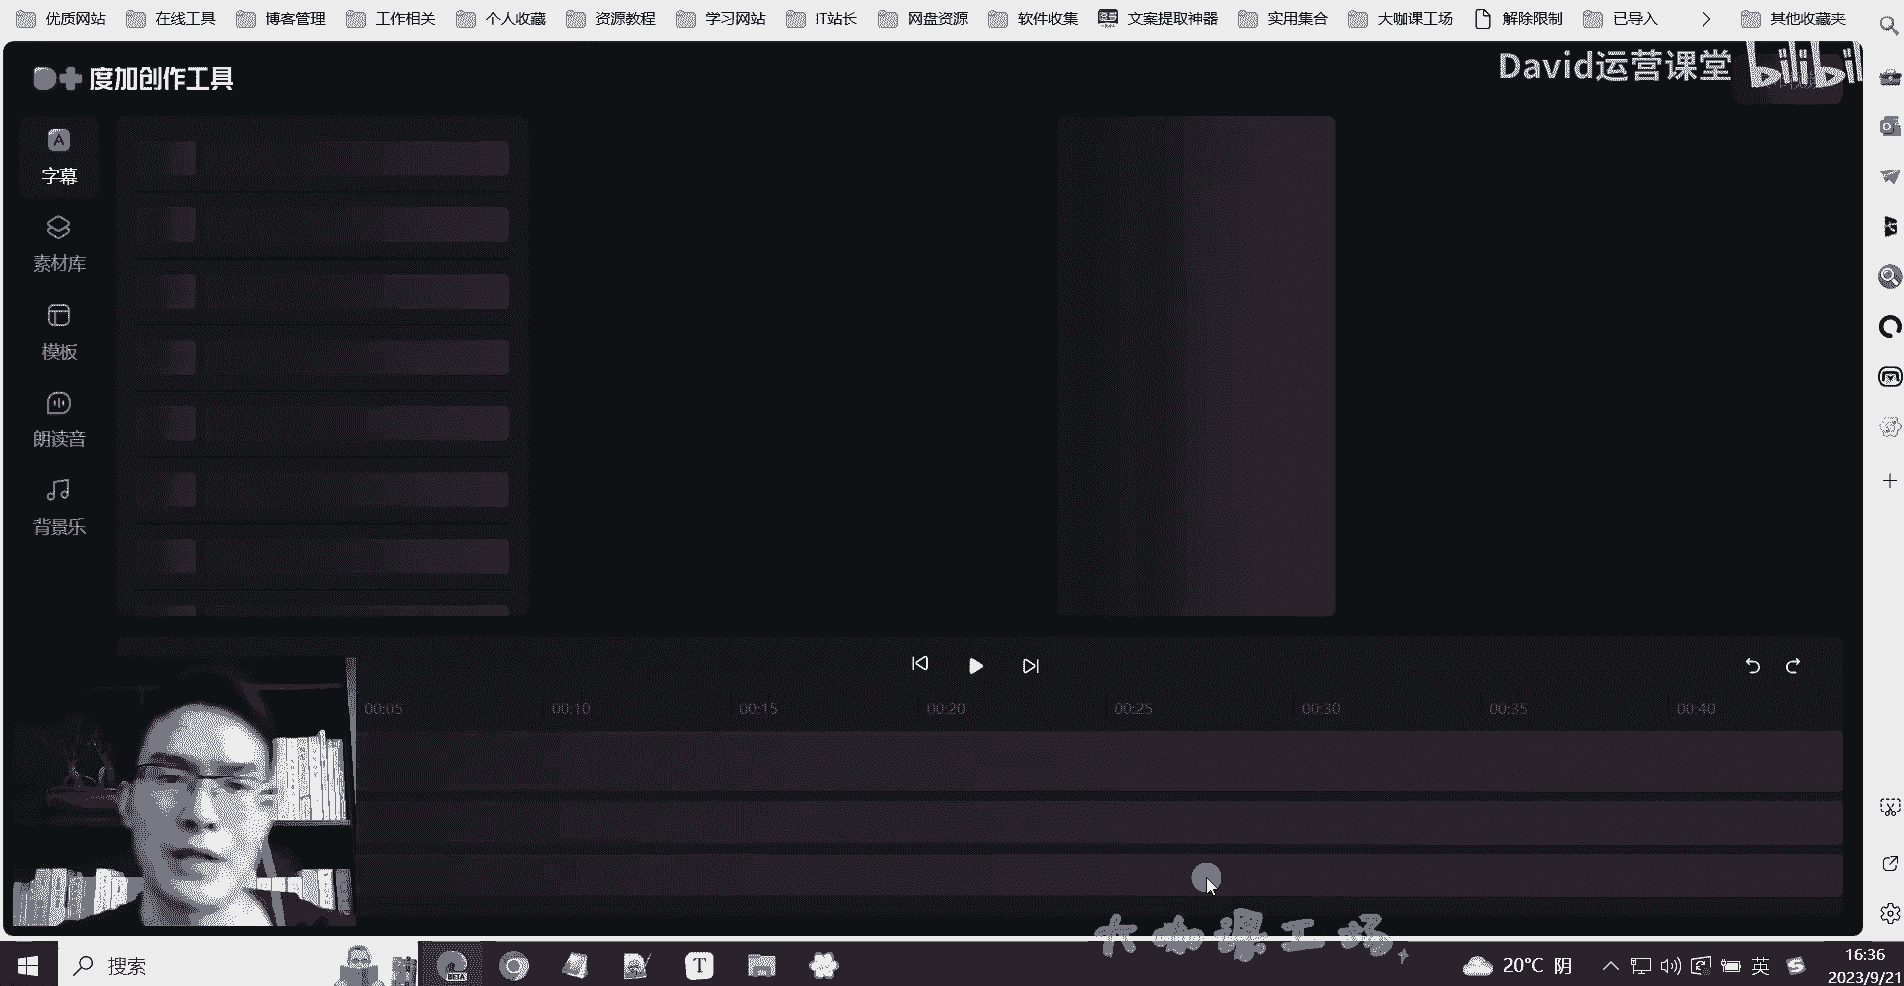 优质网站 在线工具 博客管理 工作相关 个人收藏 资源教程 学习网站 IT站长 网盘资源 软件收集 文案提取神器 实用集合 大咖课工场 解除限制 已导入 其他收藏夹
度加创作工具
David运营课堂
bilibil
字幕
素材库
模板
朗读音
背景乐
00:05 00:10 00:15 00:20 00:25 00:30 00:35 00:40
大咖课工场
搜索
BETA
T
20°C 阴
英
16:36
2023/9/21